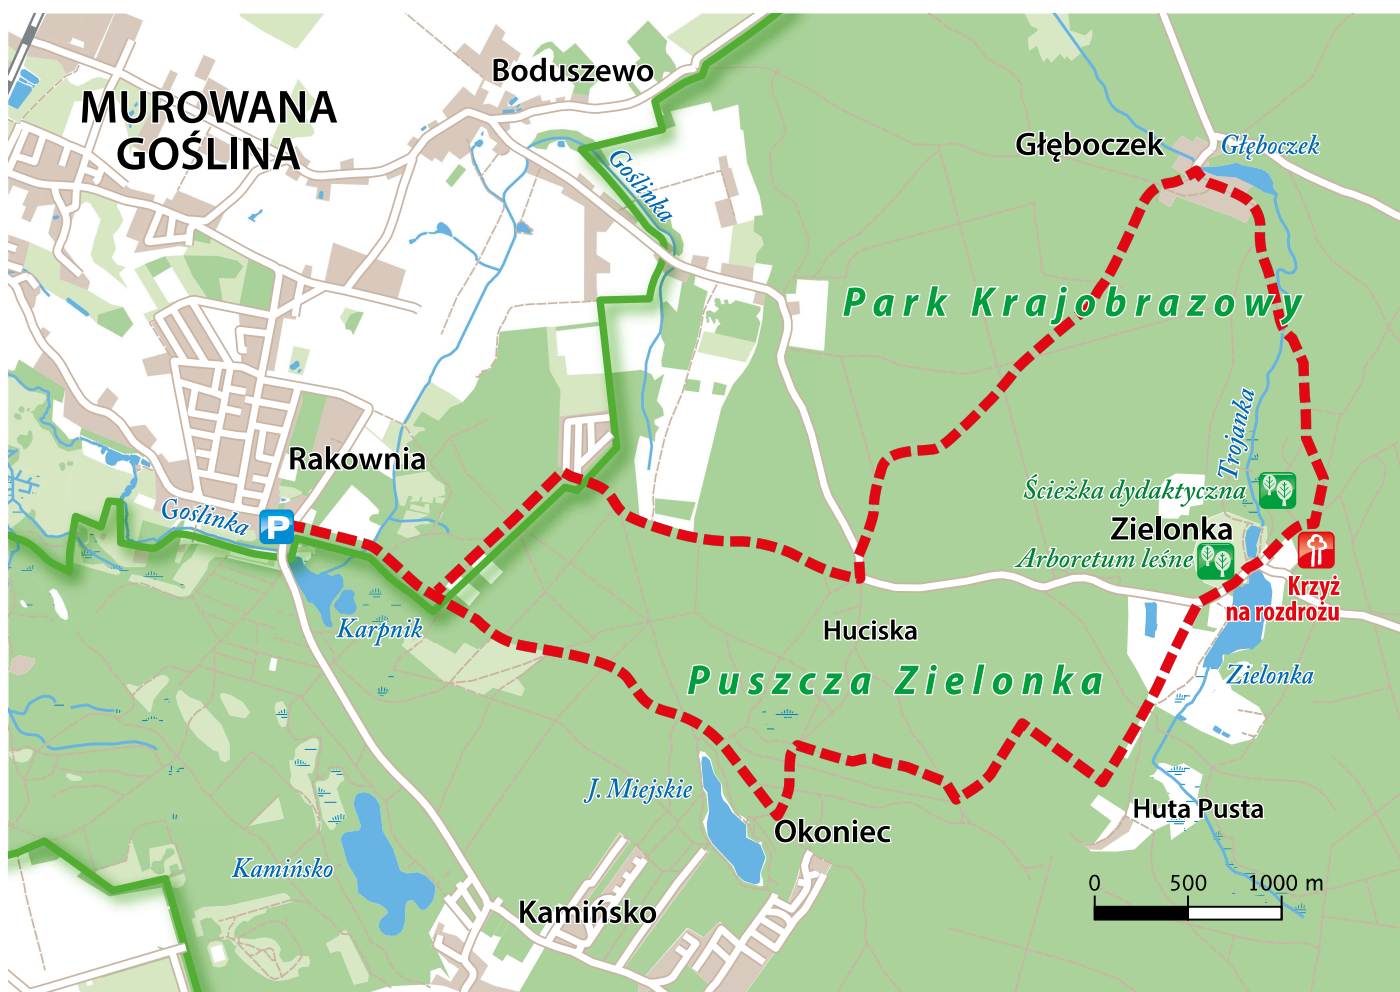 Boduszewo
MUROWANA
GOŚLINA
Głęboczek
Głęboczek
Goślinka
Park Krajobrazowy
Trojanka
Rakownia
Goślinka
P
Ścieżka dydaktyczna
Zielonka
Arboretum leśne
Krzyż
na rozdrożu
Karpnik
Huciska
Puszcza Zielonka
Zielonka
J. Miejskie
Huta Pusta
Okoniec
Kamińsko
Kamińsko
0 500 1000 m